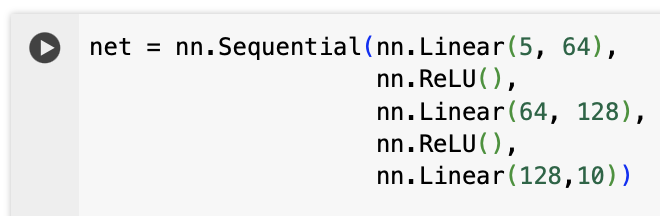 net = nn.Sequential(nn.Linear(5, 64),
nn.ReLU(),
nn.Linear(64, 128),
nn.ReLU(),
nn.Linear(128,10))